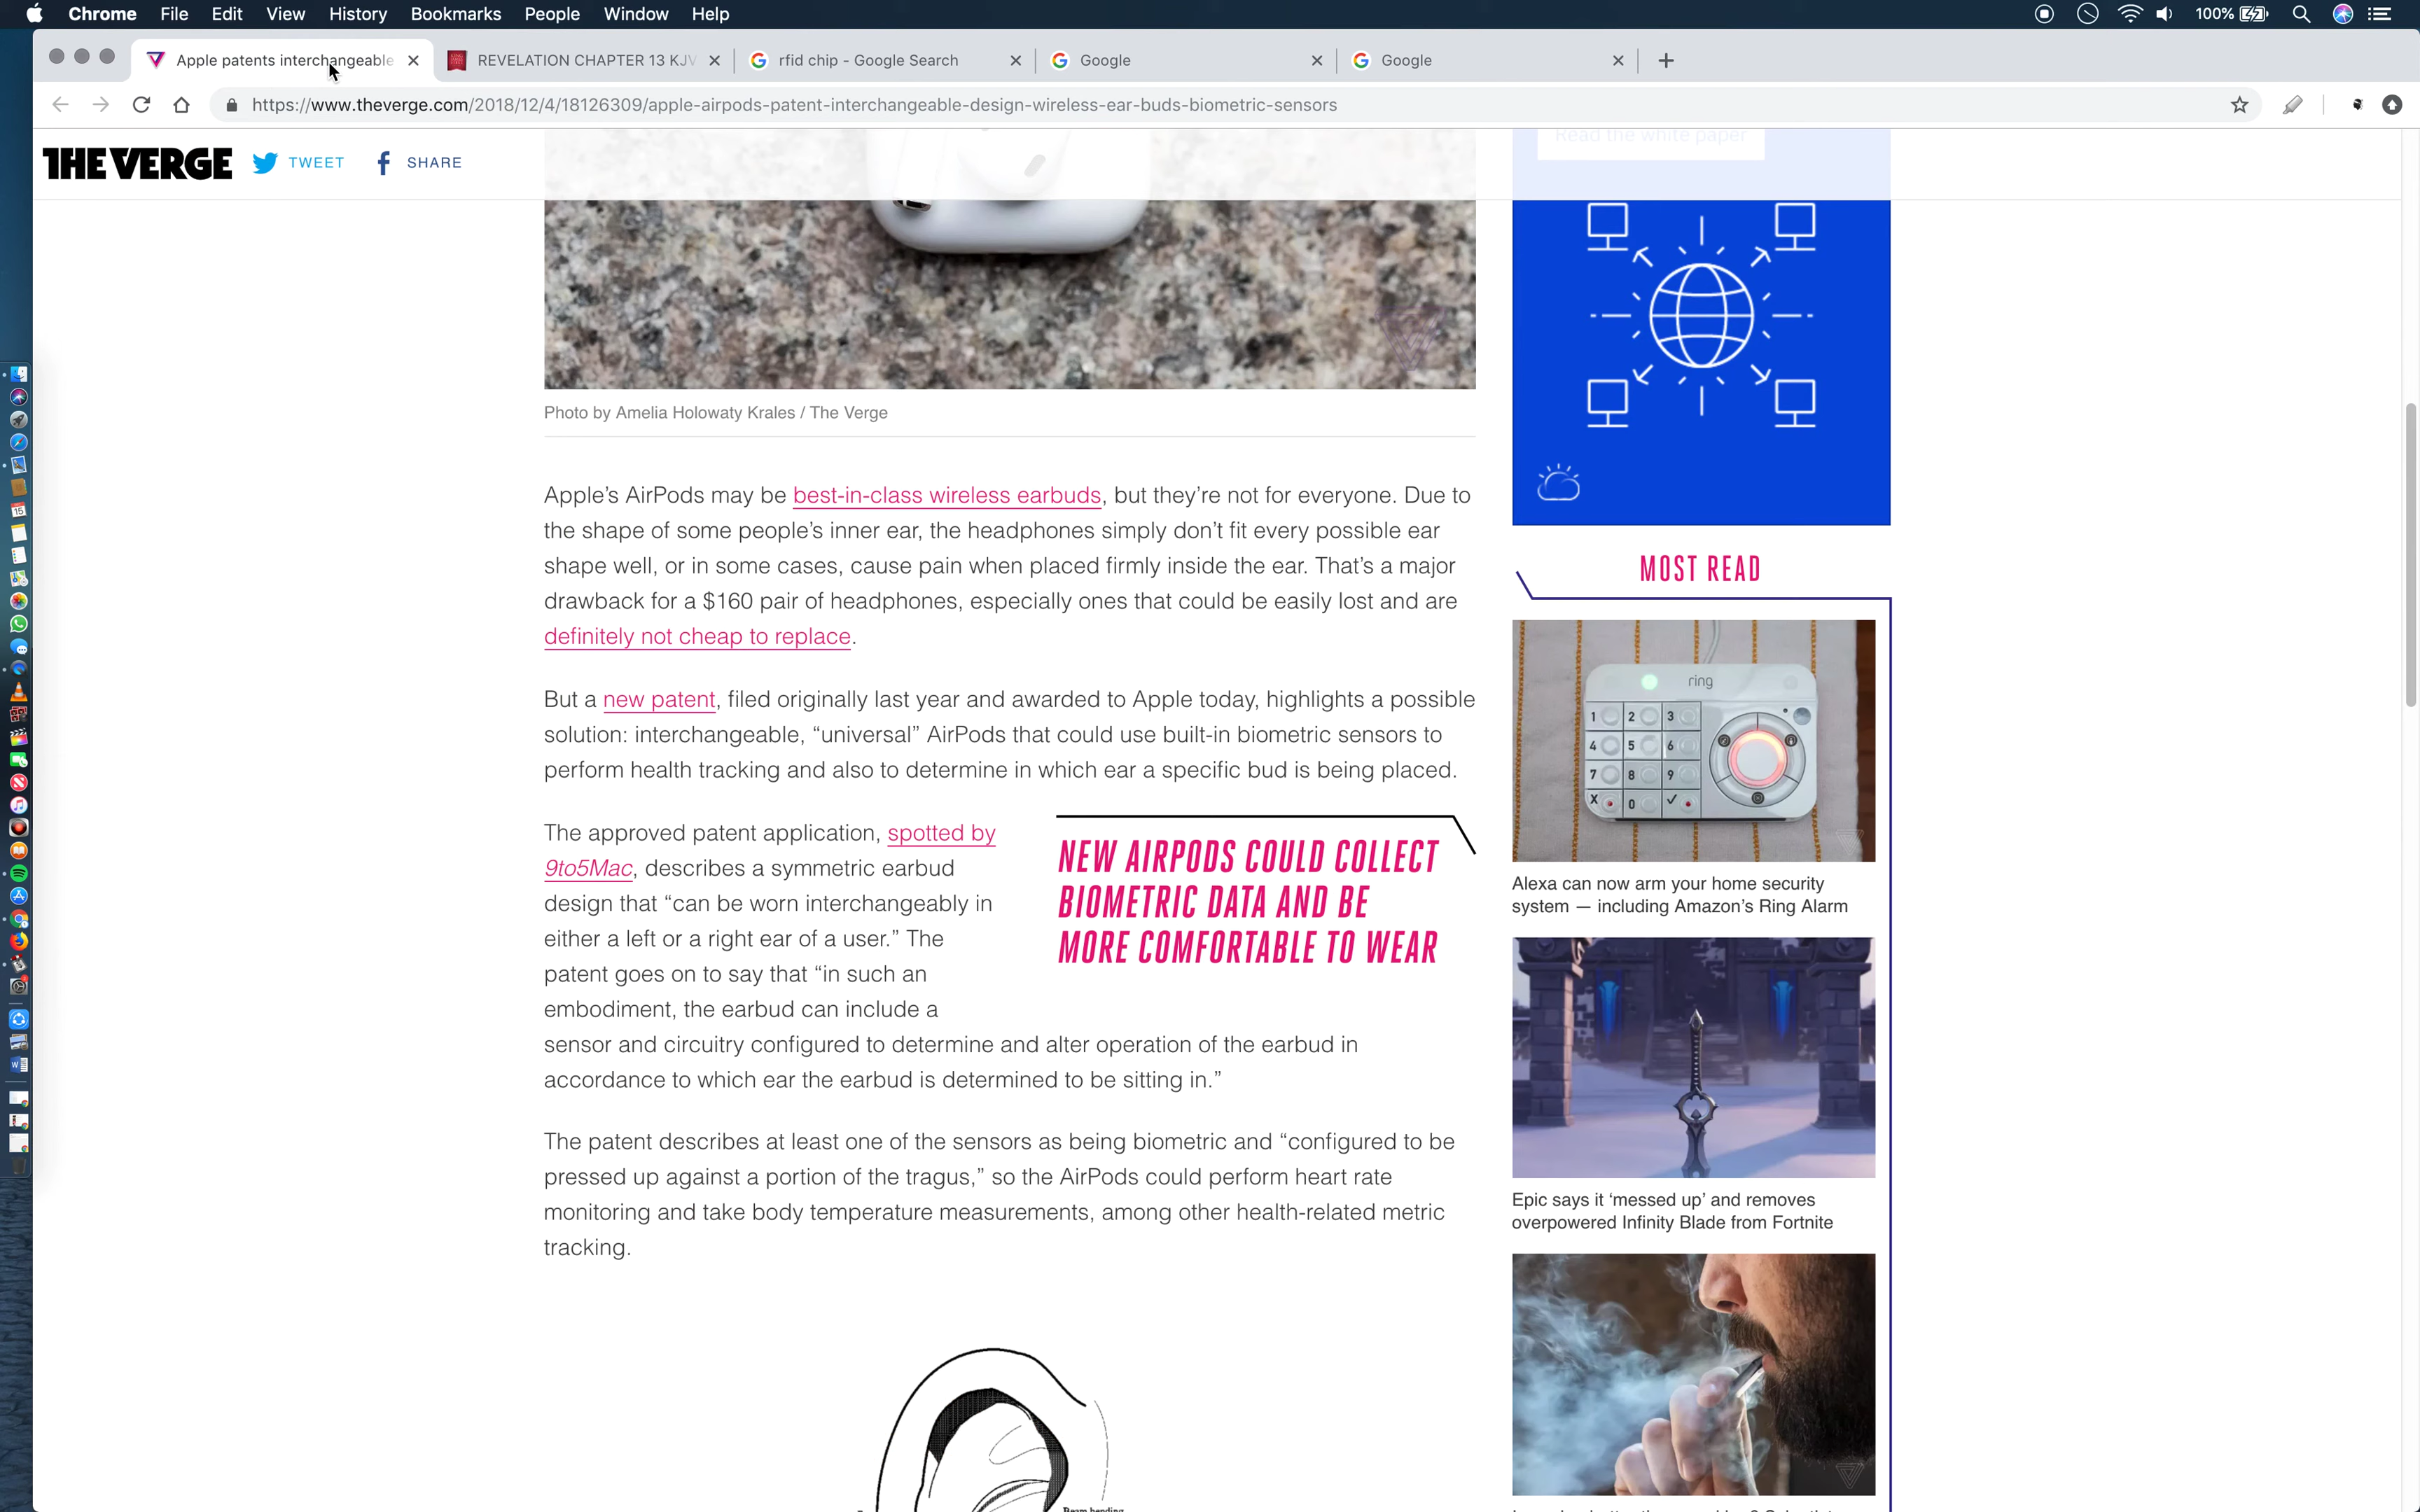 Chrome File Edit View History Bookmarks People Window Help
100%
Apple patents interchangeable
REVELATION CHAPTER 13 KJV
rfid chip - Google Search
Google
Google
https://www.theverge.com/2018/12/4/18126309/apple-airpods-patent-interchangeable-design-wireless-ear-buds-biometric-sensors
THE VERGE
TWEET
SHARE
Read the white paper
Photo by Amelia Holowaty Krales / The Verge
Apple’s AirPods may be best-in-class wireless earbuds, but they’re not for everyone. Due to
the shape of some people’s inner ear, the headphones simply don’t fit every possible ear
shape well, or in some cases, cause pain when placed firmly inside the ear. That’s a major
drawback for a $160 pair of headphones, especially ones that could be easily lost and are
definitely not cheap to replace.
But a new patent, filed originally last year and awarded to Apple today, highlights a possible
solution: interchangeable, “universal” AirPods that could use built-in biometric sensors to
perform health tracking and also to determine in which ear a specific bud is being placed.
The approved patent application, spotted by
9to5Mac, describes a symmetric earbud
design that “can be worn interchangeably in
either a left or a right ear of a user.” The
patent goes on to say that “in such an
embodiment, the earbud can include a
sensor and circuitry configured to determine and alter operation of the earbud in
accordance to which ear the earbud is determined to be sitting in.”
NEW AIRPODS COULD COLLECT
BIOMETRIC DATA AND BE
MORE COMFORTABLE TO WEAR
The patent describes at least one of the sensors as being biometric and “configured to be
pressed up against a portion of the tragus,” so the AirPods could perform heart rate
monitoring and take body temperature measurements, among other health-related metric
tracking.
MOST READ
ring
1 2 3
4 5 6
7 8 9
X 0 ✓
Alexa can now arm your home security
system — including Amazon’s Ring Alarm
Epic says it ‘messed up’ and removes
overpowered Infinity Blade from Fortnite
15